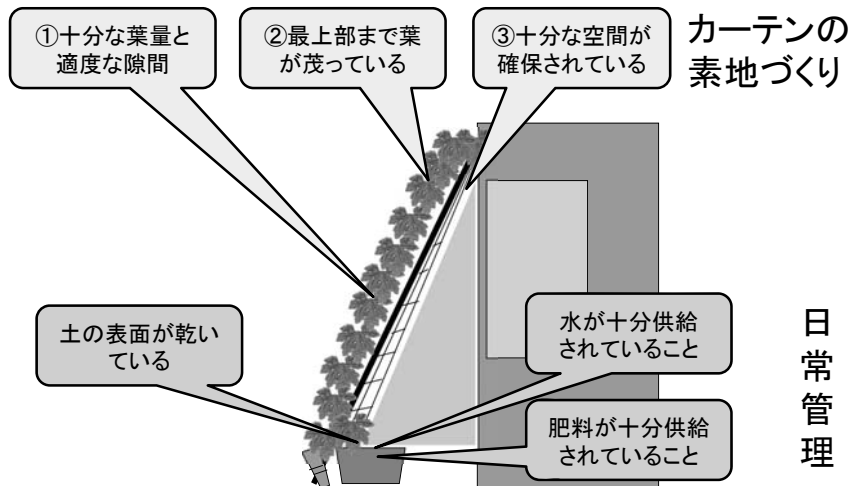 ①十分な葉量と
適度な隙間
②最上部まで葉
が茂っている
③十分な空間が
確保されている
カーテンの
素地づくり
土の表面が乾い
ている
水が十分供給
されていること
肥料が十分供給
されていること
日常管理